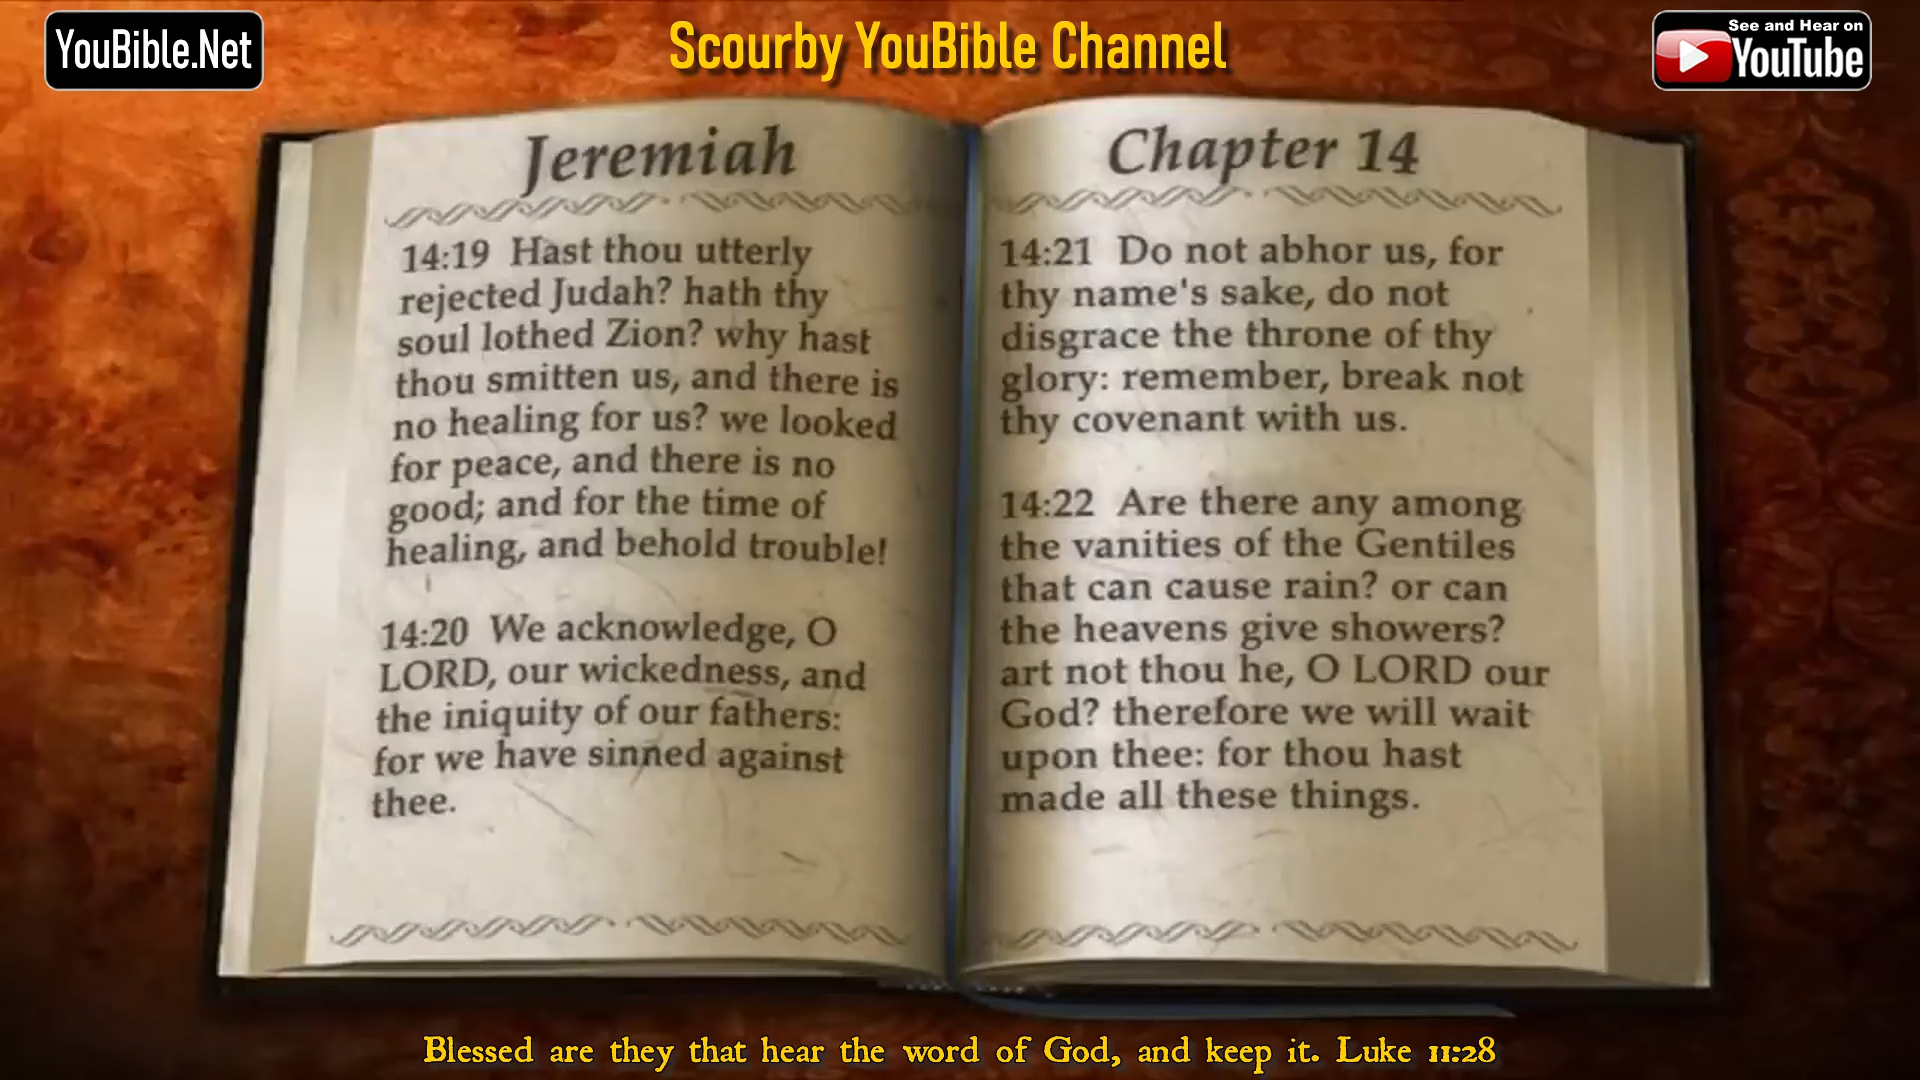 YouBible.Net
Scourby YouBible Channel
See and Hear on
YouTube
Jeremiah
14:19 Hast thou utterly
rejected Judah? hath thy
soul lothed Zion? why hast
thou smitten us, and there is
no healing for us? we looked
for peace, and there is no
good; and for the time of
healing, and behold trouble!
14:20 We acknowledge, O
LORD, our wickedness, and
the iniquity of our fathers:
for we have sinned against
thee.
Chapter 14
14:21 Do not abhor us, for
thy name's sake, do not
disgrace the throne of thy
glory: remember, break not
thy covenant with us.
14:22 Are there any among
the vanities of the Gentiles
that can cause rain? or can
the heavens give showers?
art not thou he, O LORD our
God? therefore we will wait
upon thee: for thou hast
made all these things.
Blessed are they that hear the word of God, and keep it. Luke 11:28